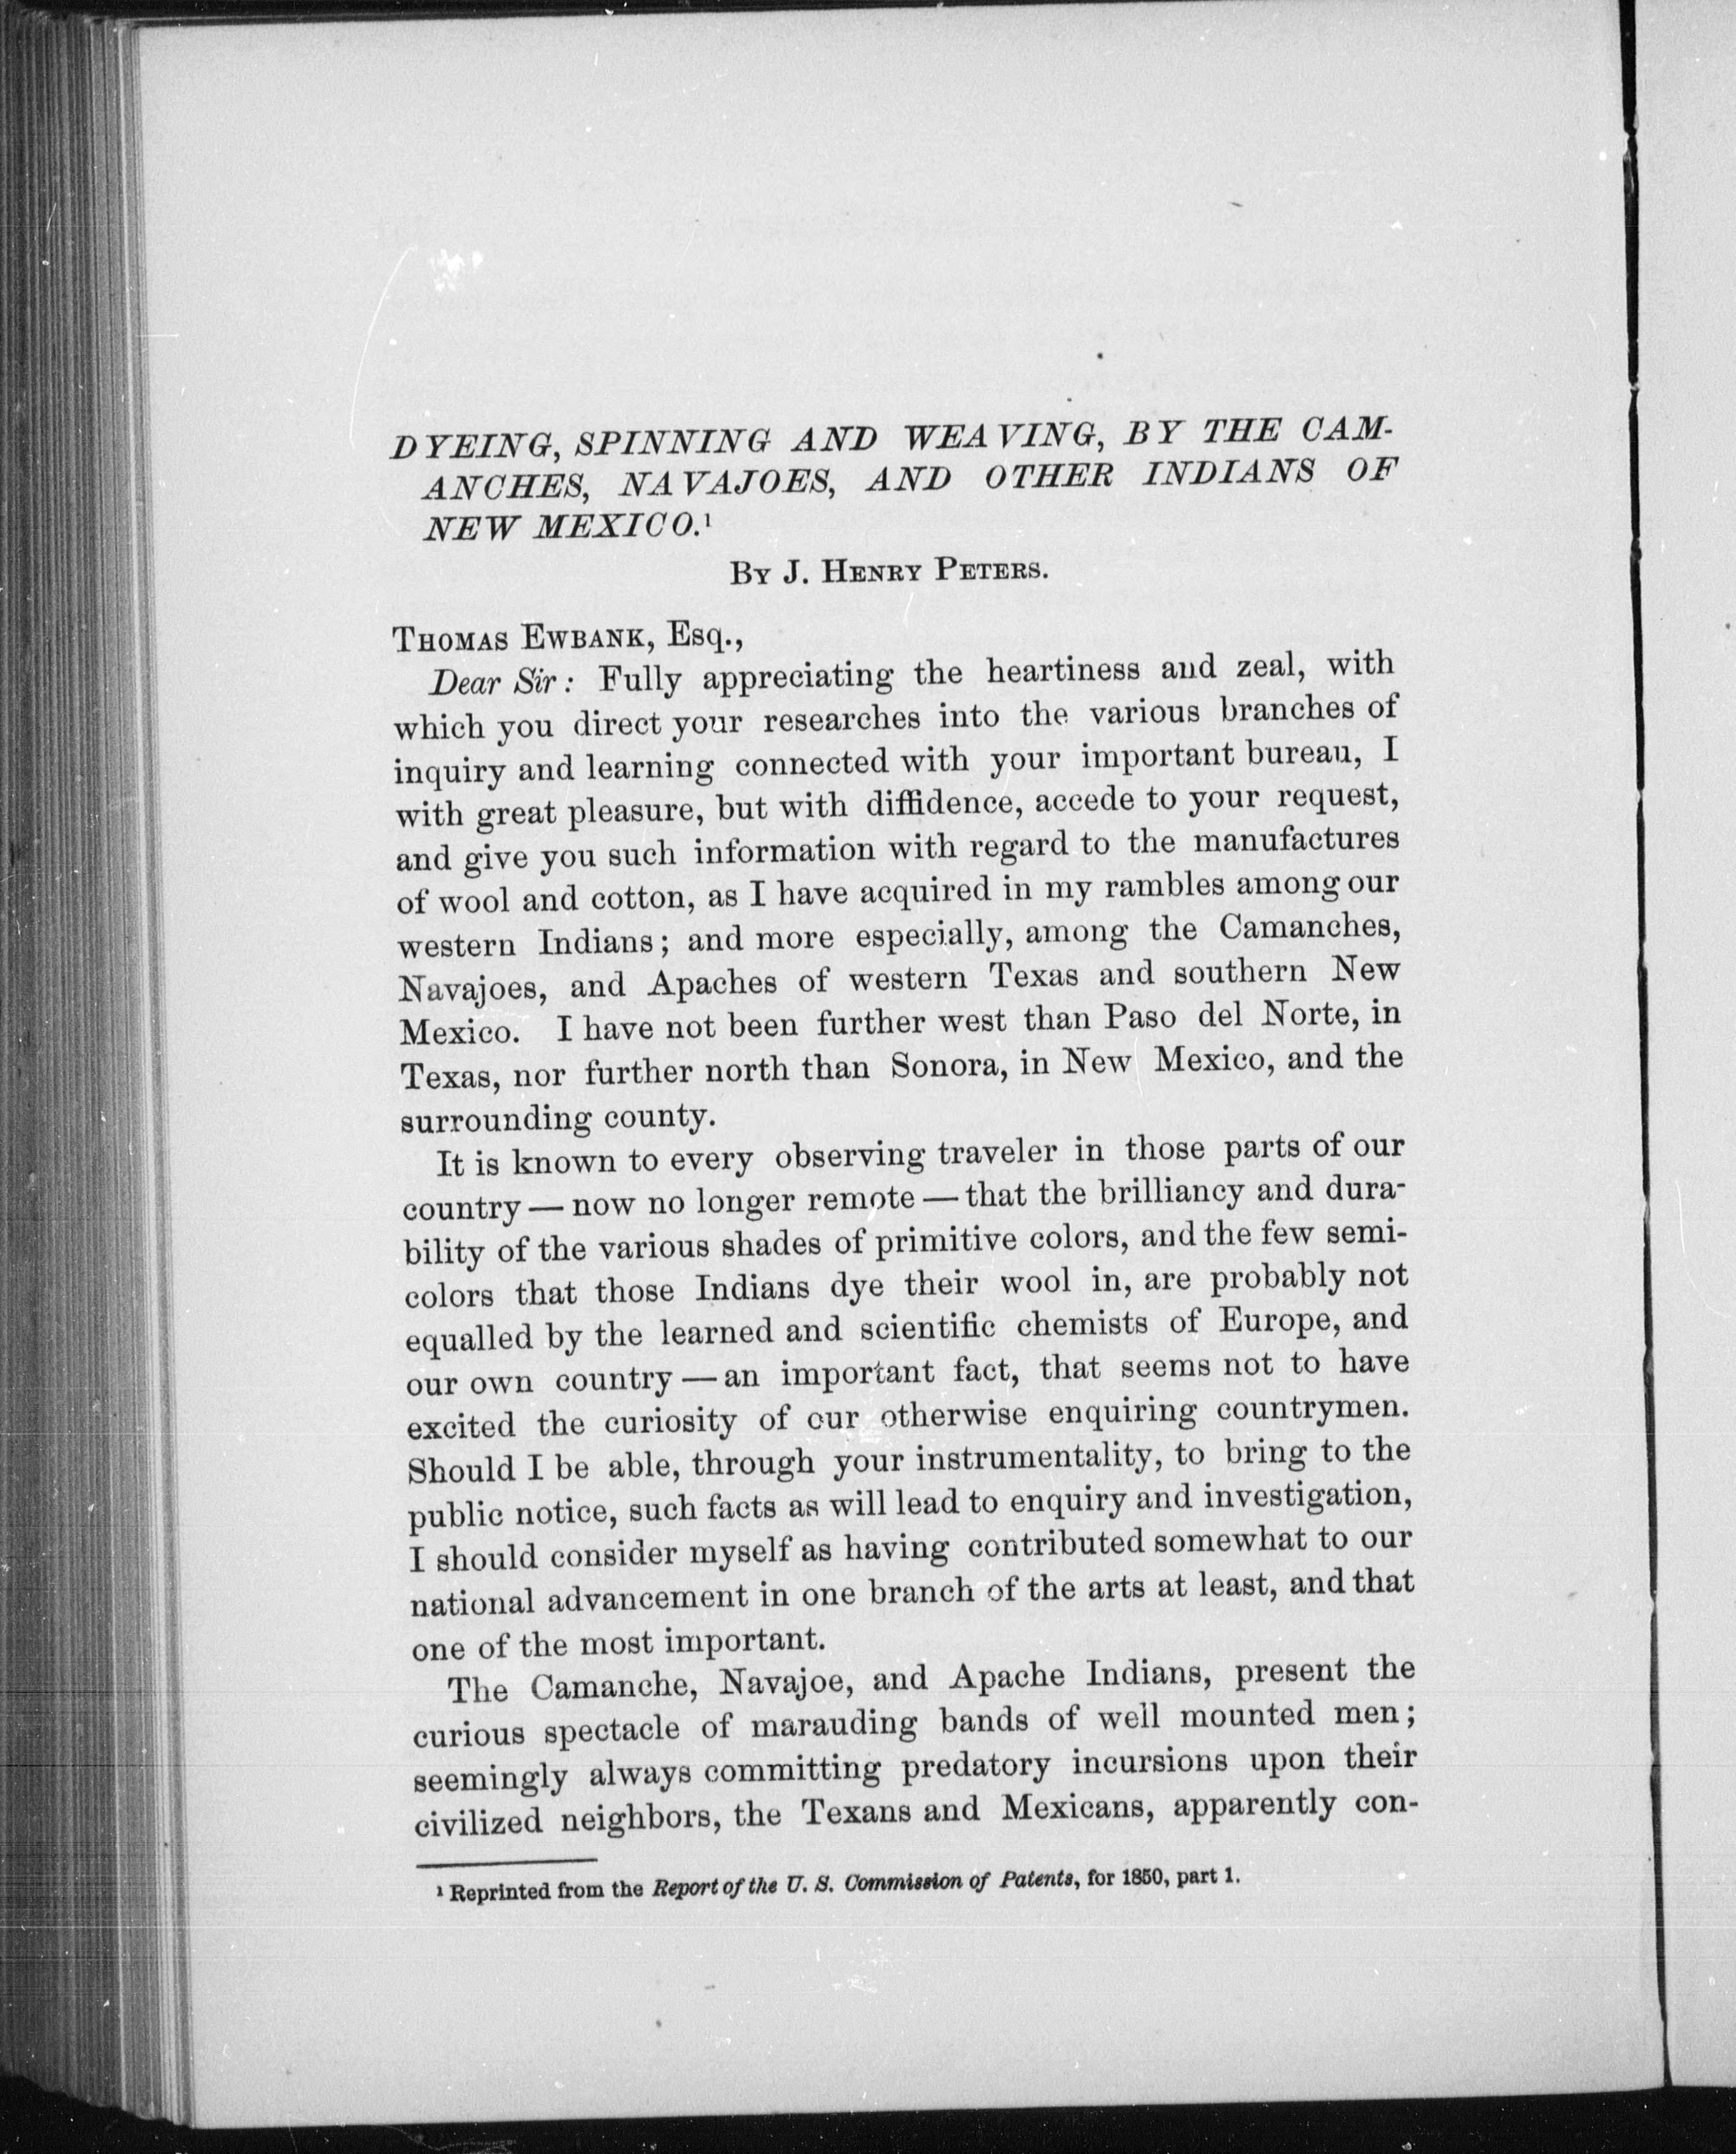 DYEING, SPINNING AND WEAVING, BY THE CAM-
ANCHES, NAVAJOES, AND OTHER INDIANS OF
NEW MEXICO.¹
BY J. HENRY PETERS.
THOMAS EWBANK, Esq.,
Dear Sir: Fully appreciating the heartiness and zeal, with
which you direct your researches into the various branches of
inquiry and learning connected with your important bureau, I
with great pleasure, but with diffidence, accede to your request,
and give you such information with regard to the manufactures
of wool and cotton, as I have acquired in my rambles among our
western Indians; and more especially, among the Camanches,
Navajoes, and Apaches of western Texas and southern New
Mexico. I have not been further west than Paso del Norte, in
Texas, nor further north than Sonora, in New Mexico, and the
surrounding county.
It is known to every observing traveler in those parts of our
country — now no longer remote — that the brilliancy and dura-
bility of the various shades of primitive colors, and the few semi-
colors that those Indians dye their wool in, are probably not
equalled by the learned and scientific chemists of Europe, and
our own country — an important fact, that seems not to have
excited the curiosity of our otherwise enquiring countrymen.
Should I be able, through your instrumentality, to bring to the
public notice, such facts as will lead to enquiry and investigation,
I should consider myself as having contributed somewhat to our
national advancement in one branch of the arts at least, and that
one of the most important.
The Camanche, Navajoe, and Apache Indians, present the
curious spectacle of marauding bands of well mounted men;
seemingly always committing predatory incursions upon their
civilized neighbors, the Texans and Mexicans, apparently con-
¹ Reprinted from the Report of the U. S. Commission of Patents, for 1850, part 1.